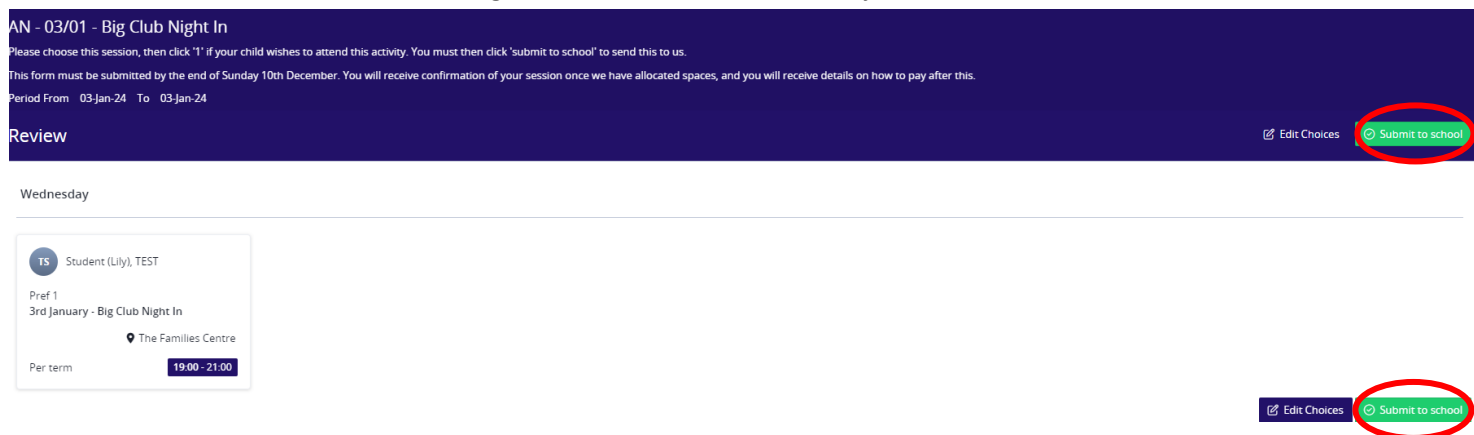 AN - 03/01 - Big Club Night In
Please choose this session, then click '1' if your child wishes to attend this activity. You must then click 'submit to school' to send this to us.
This form must be submitted by the end of Sunday 10th December. You will receive confirmation of your session once we have allocated spaces, and you will receive details on how to pay after this.
Period From 03-Jan-24 To 03-Jan-24
Review Edit Choices Submit to school
Wednesday
TS Student (Lily), TEST
Pref 1
3rd January - Big Club Night In
The Families Centre
Per term 19:00 - 21:00
Edit Choices Submit to school